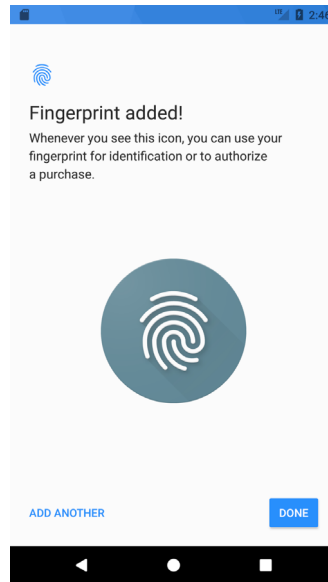 LTE 2:46
Fingerprint added!
Whenever you see this icon, you can use your
fingerprint for identification or to authorize
a purchase.
ADD ANOTHER DONE